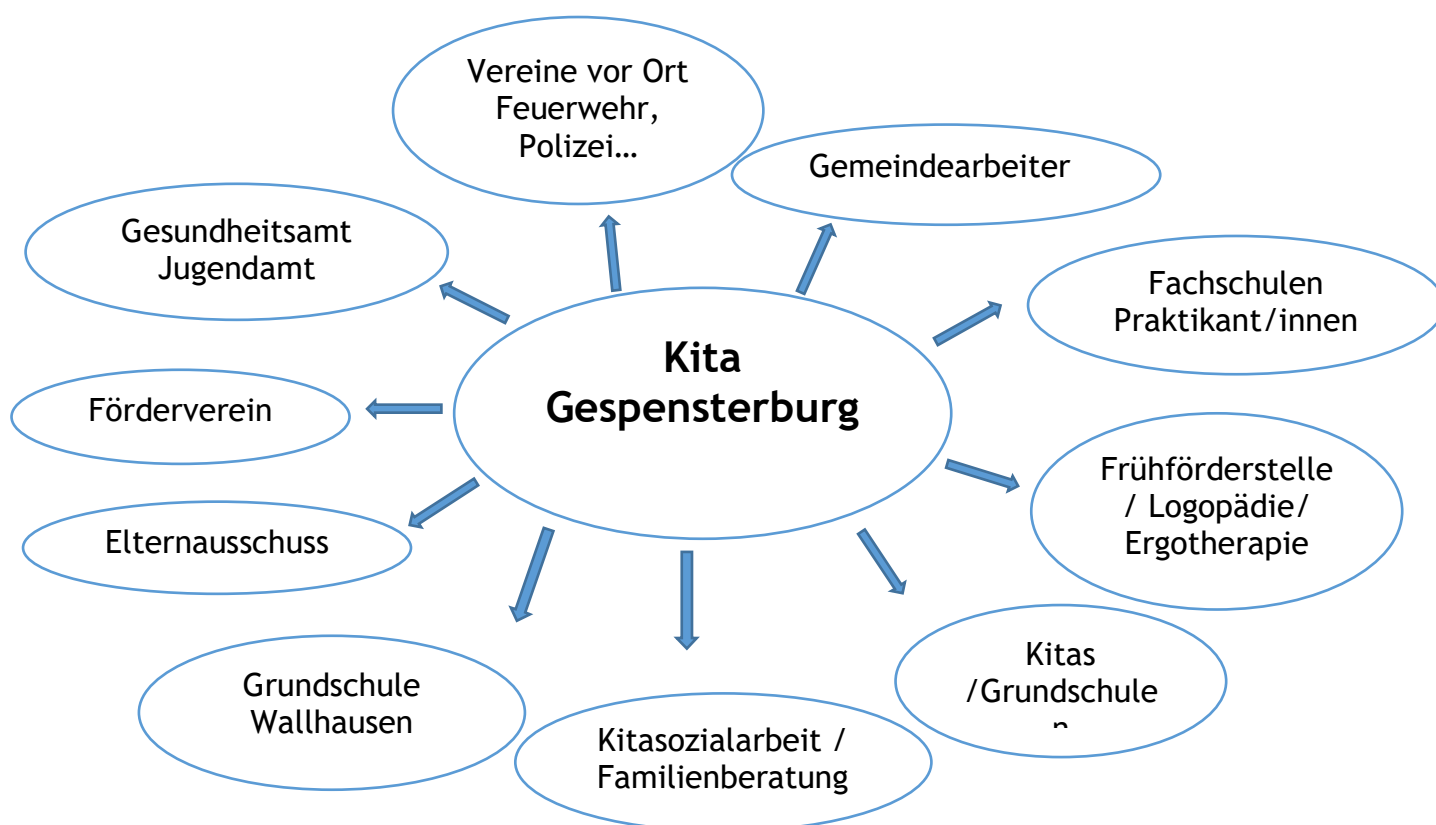 Vereine vor Ort
Feuerwehr,
Polizei…
Gemeindearbeiter
Gesundheitsamt
Jugendamt
Fachschulen
Praktikant/innen
Kita
Gespensterburg
Förderverein
Frühförderstelle
/ Logopädie/
Ergotherapie
Elternausschuss
Kitas
/Grundschule
n
Grundschule
Wallhausen
Kitasozialarbeit /
Familienberatung